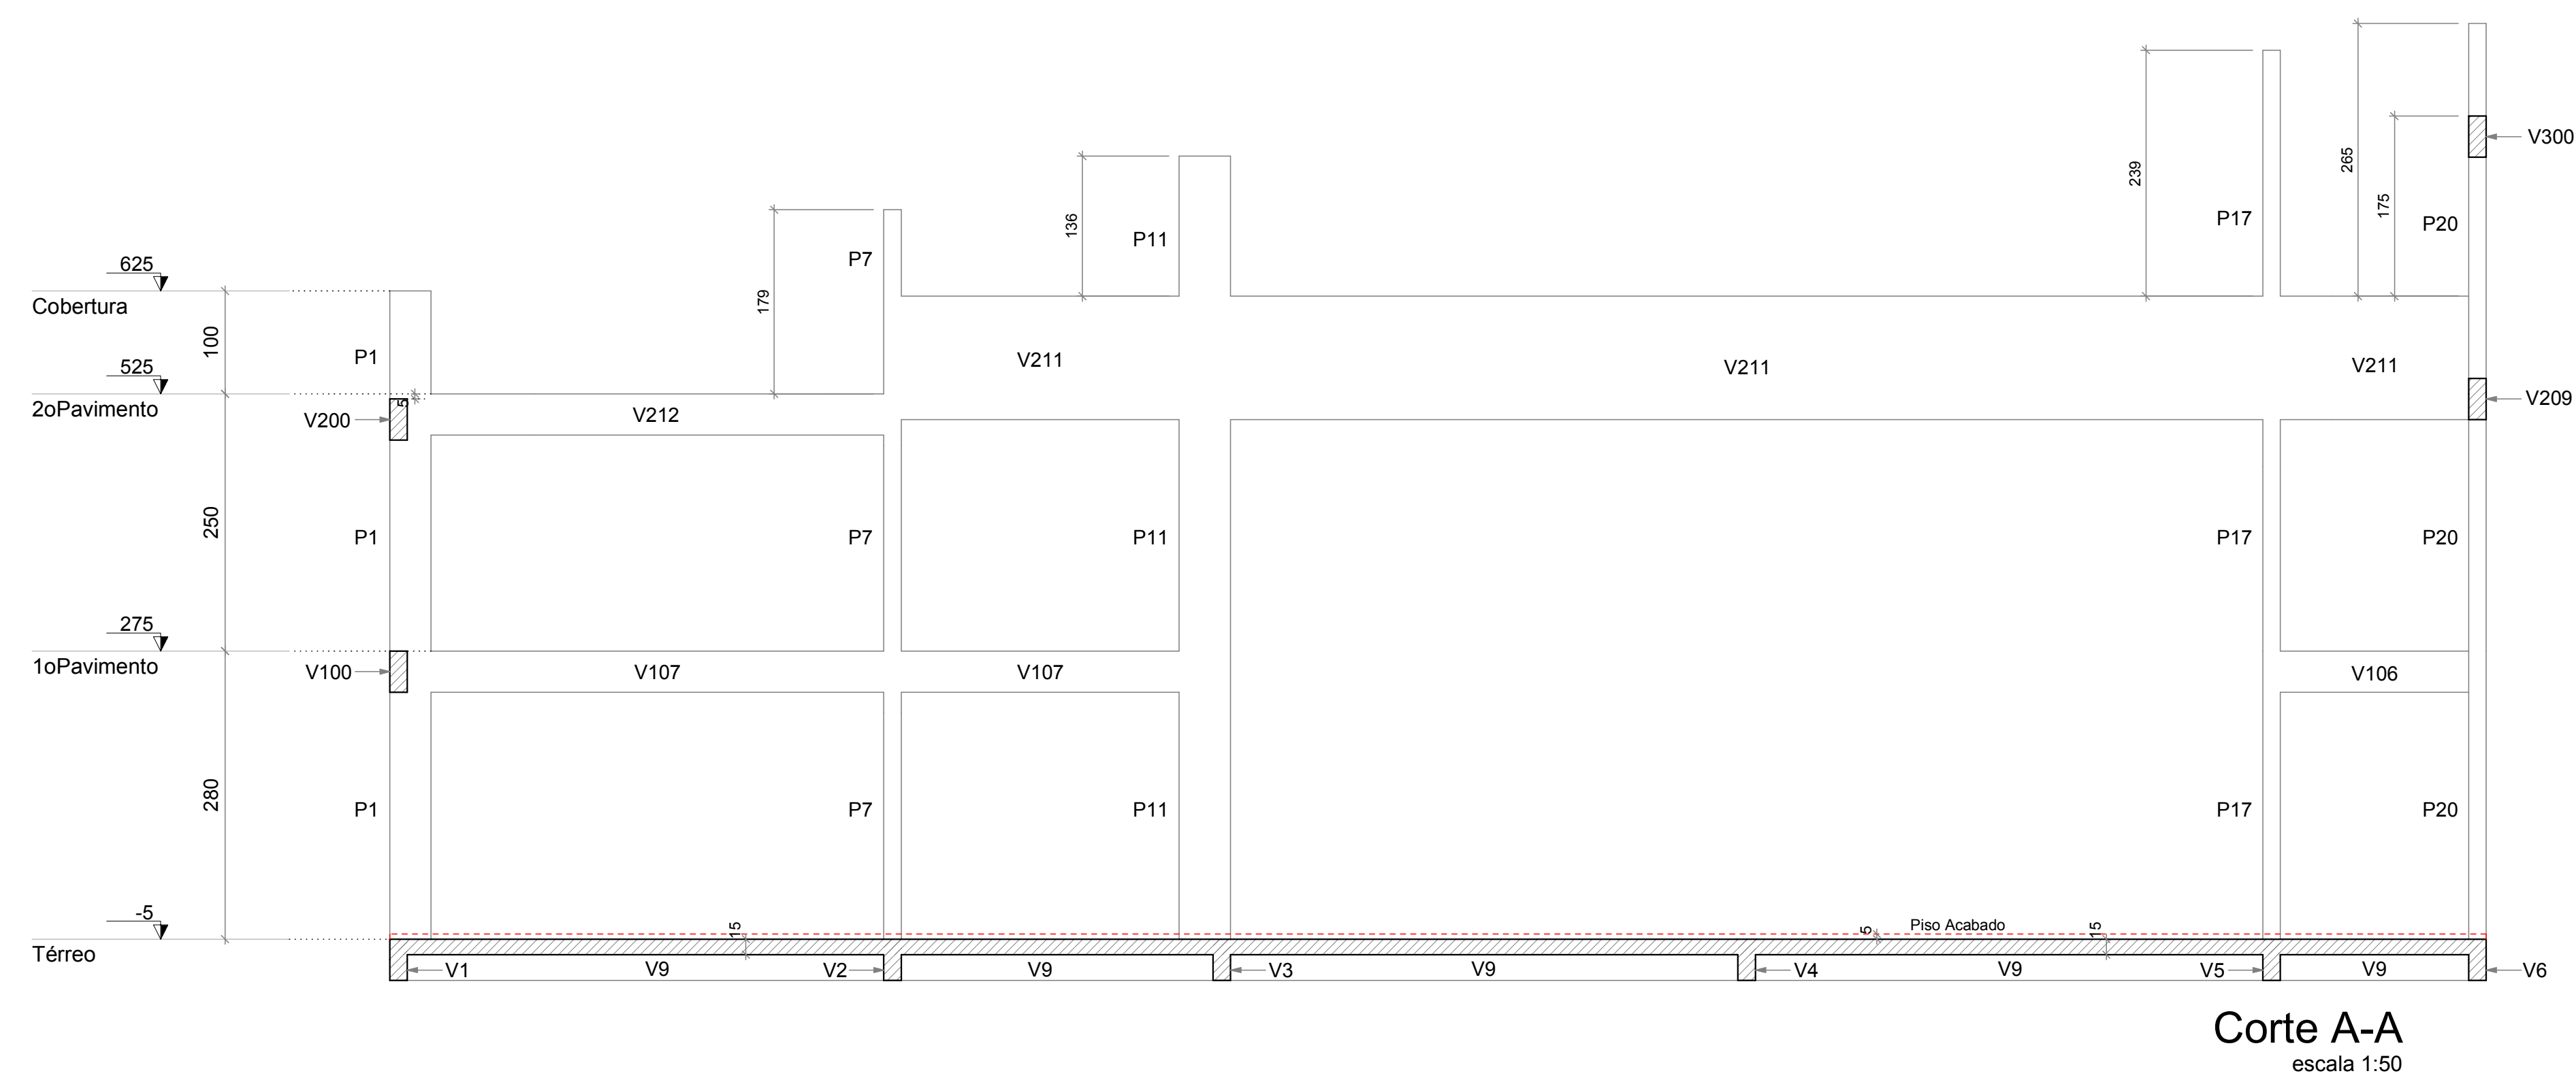 265
V300
239
175
136
P17
P20
P11
P7
625
179
Cobertura
100
P1
V211
V211
V211
525
5
2oPavimento
V200
V212
V209
250
P1
P7
P11
P17
P20
275
1oPavimento
V100
V107
V107
V106
280
P1
P7
P11
P17
P20
-5
15
5
Piso Acabado
15
Térreo
V1
V9
V2
V9
V3
V9
V4
V9
V5
V9
V6
Corte A-A
escala 1:50